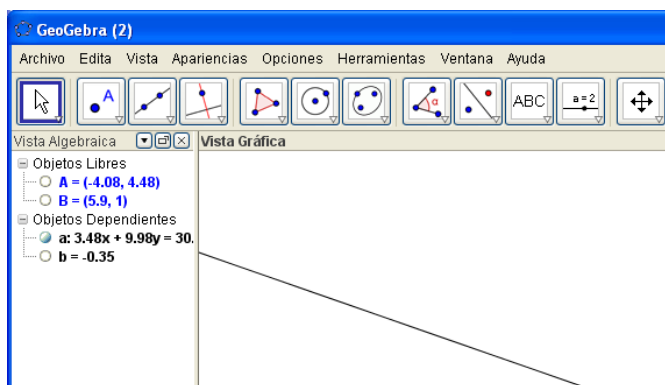 GeoGebra (2)
Archivo Edita Vista Apariencias Opciones Herramientas Ventana Ayuda
A α ABC a=2
Vista Algebraica Vista Gráfica
Objetos Libres
A = (-4.08, 4.48)
B = (5.9, 1)
Objetos Dependientes
a: 3.48x + 9.98y = 30.
b = -0.35